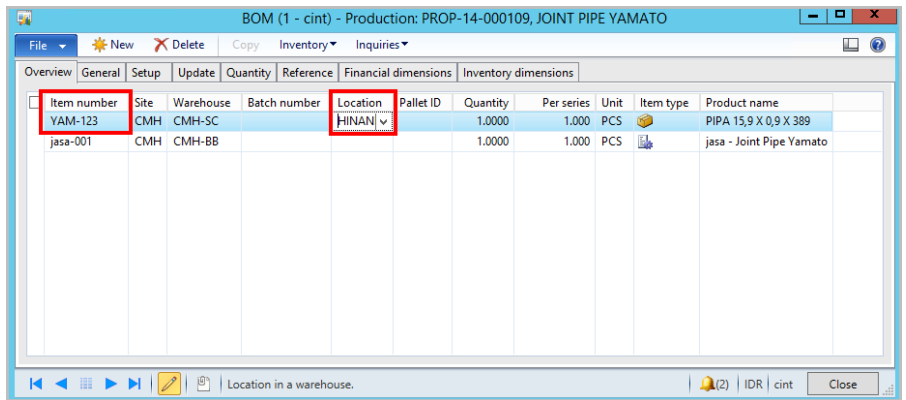 BOM (1 - cint) - Production: PROP-14-000109, JOINT PIPE YAMATO
File New Delete Copy Inventory Inquiries
Overview General Setup Update Quantity Reference Financial dimensions Inventory dimensions
Item number Site Warehouse Batch number Location Pallet ID Quantity Per series Unit Item type Product name
YAM-123 CMH CMH-SC HINAN 1.0000 1.000 PCS PIPA 15,9 X 0,9 X 389
jasa-001 CMH CMH-BB 1.0000 1.000 PCS jasa - Joint Pipe Yamato
Location in a warehouse. (2) IDR cint Close